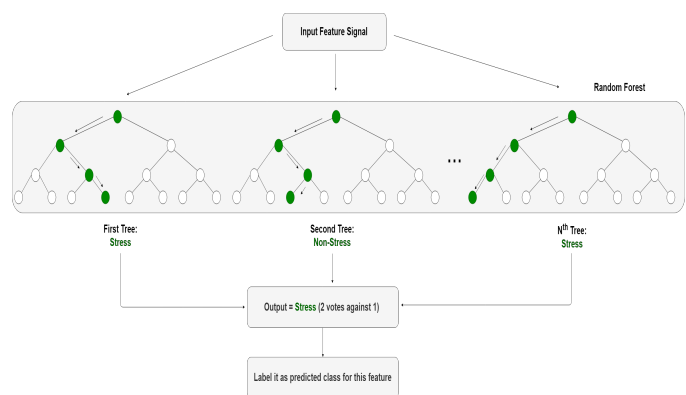 Input Feature Signal
Random Forest
...
First Tree:
Stress
Second Tree:
Non-Stress
Nth Tree:
Stress
Output = Stress (2 votes against 1)
Label it as predicted class for this feature